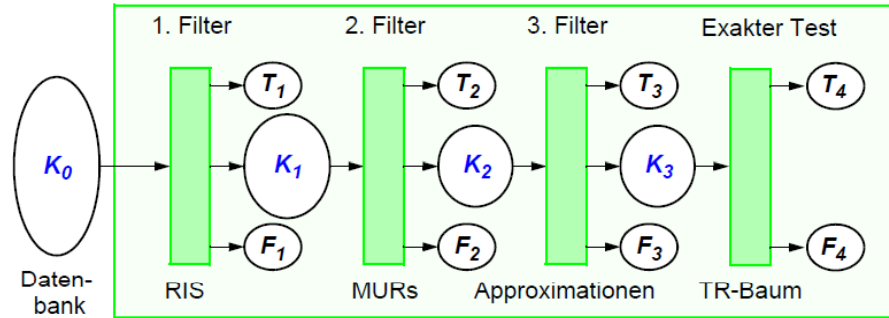 1. Filter 2. Filter 3. Filter Exakter Test
T1 T2 T3 T4
K0 K1 K2 K3
F1 F2 F3 F4
Daten-
bank
RIS MURs Approximationen TR-Baum